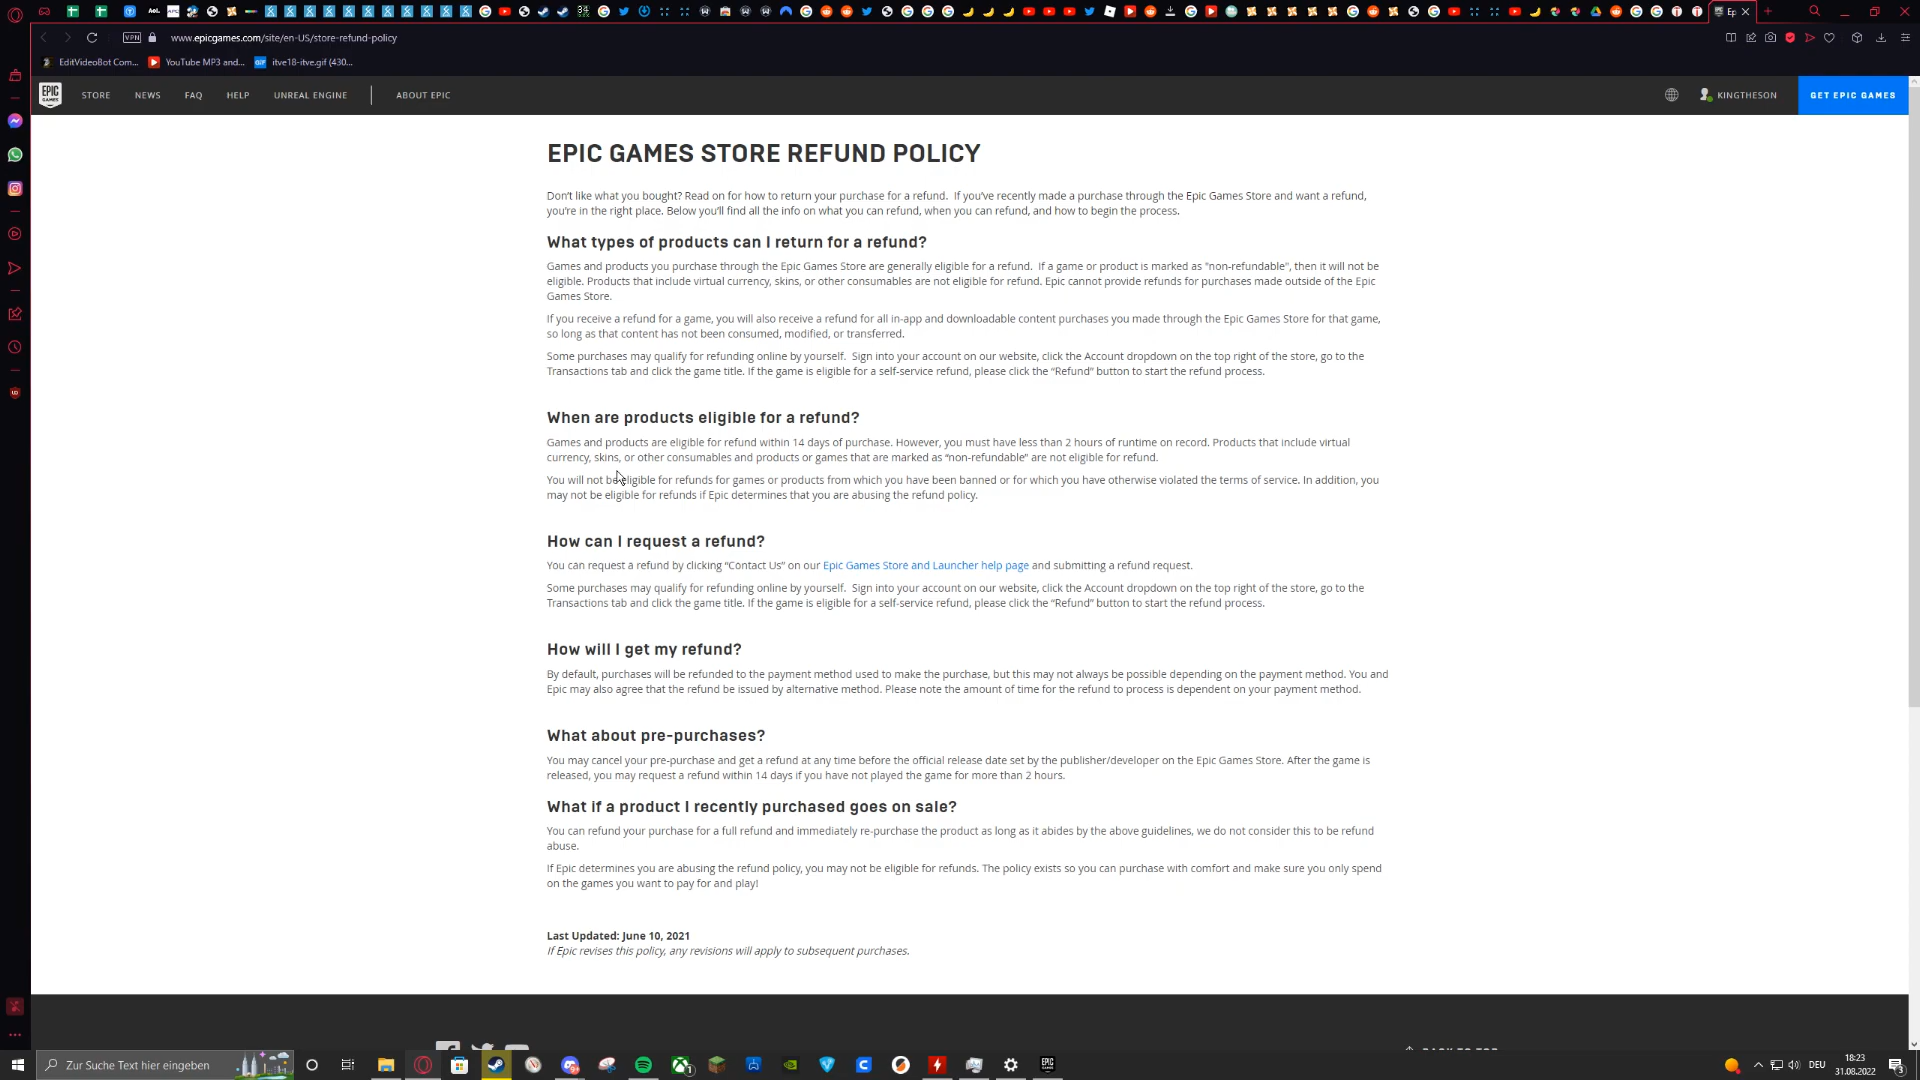 Ep
VPN
www.epicgames.com/site/en-US/store-refund-policy
EditVideoBot Com...
YouTube MP3 and...
GIF
itve18-itve.gif (430...
EPIC GAMES
STORE
NEWS
FAQ
HELP
UNREAL ENGINE
ABOUT EPIC
KINGTHESON
GET EPIC GAMES
EPIC GAMES STORE REFUND POLICY
Don't like what you bought? Read on for how to return your purchase for a refund.  If you've recently made a purchase through the Epic Games Store and want a refund,
you're in the right place. Below you'll find all the info on what you can refund, when you can refund, and how to begin the process.
What types of products can I return for a refund?
Games and products you purchase through the Epic Games Store are generally eligible for a refund.  If a game or product is marked as "non-refundable", then it will not be
eligible. Products that include virtual currency, skins, or other consumables are not eligible for refund. Epic cannot provide refunds for purchases made outside of the Epic
Games Store.
If you receive a refund for a game, you will also receive a refund for all in-app and downloadable content purchases you made through the Epic Games Store for that game,
so long as that content has not been consumed, modified, or transferred.
Some purchases may qualify for refunding online by yourself.  Sign into your account on our website, click the Account dropdown on the top right of the store, go to the
Transactions tab and click the game title. If the game is eligible for a self-service refund, please click the “Refund” button to start the refund process.
When are products eligible for a refund?
Games and products are eligible for refund within 14 days of purchase. However, you must have less than 2 hours of runtime on record. Products that include virtual
currency, skins, or other consumables and products or games that are marked as “non-refundable” are not eligible for refund.
You will not be eligible for refunds for games or products from which you have been banned or for which you have otherwise violated the terms of service. In addition, you
may not be eligible for refunds if Epic determines that you are abusing the refund policy.
How can I request a refund?
You can request a refund by clicking “Contact Us” on our Epic Games Store and Launcher help page and submitting a refund request.
Some purchases may qualify for refunding online by yourself.  Sign into your account on our website, click the Account dropdown on the top right of the store, go to the
Transactions tab and click the game title. If the game is eligible for a self-service refund, please click the “Refund” button to start the refund process.
How will I get my refund?
By default, purchases will be refunded to the payment method used to make the purchase, but this may not always be possible depending on the payment method. You and
Epic may also agree that the refund be issued by alternative method. Please note the amount of time for the refund to process is dependent on your payment method.
What about pre-purchases?
You may cancel your pre-purchase and get a refund at any time before the official release date set by the publisher/developer on the Epic Games Store. After the game is
released, you may request a refund within 14 days if you have not played the game for more than 2 hours.
What if a product I recently purchased goes on sale?
You can refund your purchase for a full refund and immediately re-purchase the product as long as it abides by the above guidelines, we do not consider this to be refund
abuse.
If Epic determines you are abusing the refund policy, you may not be eligible for refunds. The policy exists so you can purchase with comfort and make sure you only spend
on the games you want to pay for and play!
Last Updated: June 10, 2021
If Epic revises this policy, any revisions will apply to subsequent purchases.
BACK TO TOP
Zur Suche Text hier eingeben
DEU
18:23
31.08.2022